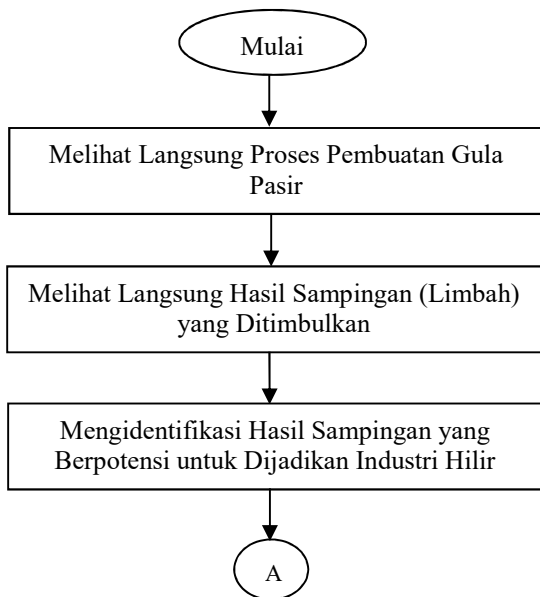 Mulai
Melihat Langsung Proses Pembuatan Gula
Pasir
Melihat Langsung Hasil Sampingan (Limbah)
yang Ditimbulkan
Mengidentifikasi Hasil Sampingan yang
Berpotensi untuk Dijadikan Industri Hilir
A